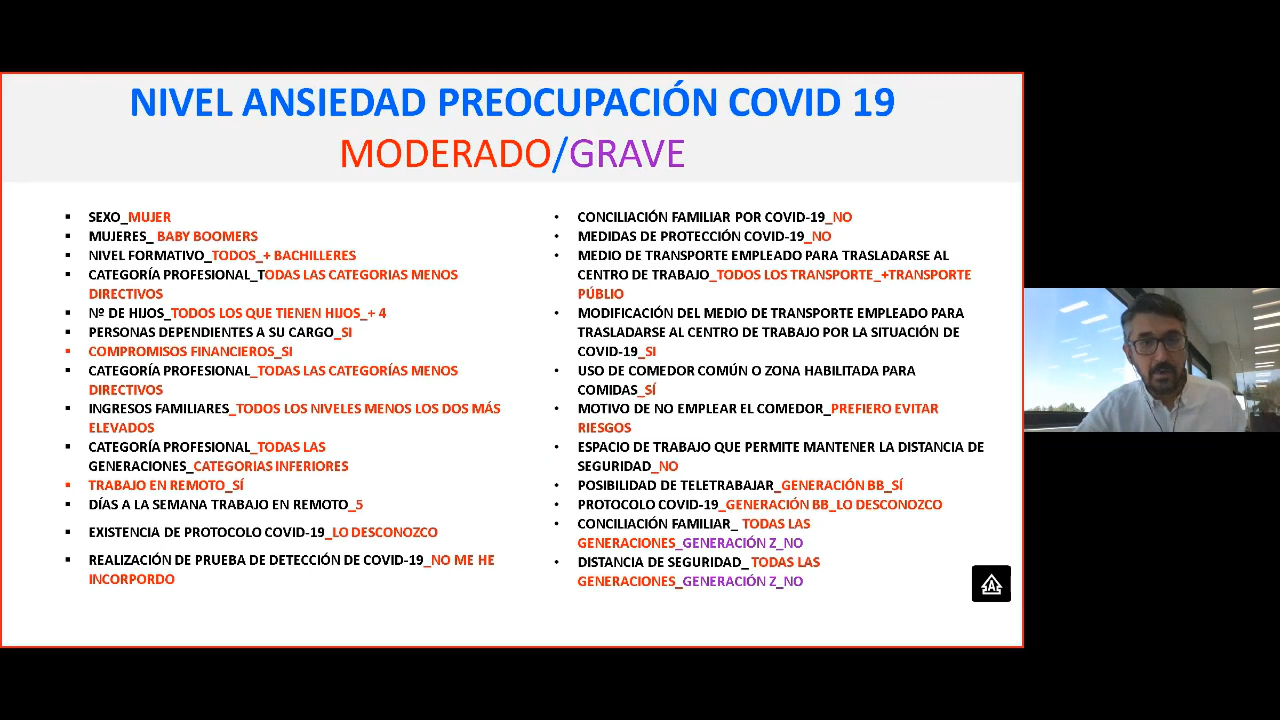 NIVEL ANSIEDAD PREOCUPACIÓN COVID 19
MODERADO/GRAVE
SEXO_MUJER
MUJERES_ BABY BOOMERS
NIVEL FORMATIVO_TODOS_+ BACHILLERES
CATEGORÍA PROFESIONAL_TODAS LAS CATEGORIAS MENOS
DIRECTIVOS
Nº DE HIJOS_TODOS LOS QUE TIENEN HIJOS_+ 4
PERSONAS DEPENDIENTES A SU CARGO_SI
COMPROMISOS FINANCIEROS_SI
CATEGORÍA PROFESIONAL_TODAS LAS CATEGORÍAS MENOS
DIRECTIVOS
INGRESOS FAMILIARES_TODOS LOS NIVELES MENOS LOS DOS MÁS
ELEVADOS
CATEGORÍA PROFESIONAL_TODAS LAS
GENERACIONES_CATEGORIAS INFERIORES
TRABAJO EN REMOTO_SÍ
DÍAS A LA SEMANA TRABAJO EN REMOTO_5
EXISTENCIA DE PROTOCOLO COVID-19_LO DESCONOZCO
REALIZACIÓN DE PRUEBA DE DETECCIÓN DE COVID-19_NO ME HE
INCORPORDO
CONCILIACIÓN FAMILIAR POR COVID-19_NO
MEDIDAS DE PROTECCIÓN COVID-19_NO
MEDIO DE TRANSPORTE EMPLEADO PARA TRASLADARSE AL
CENTRO DE TRABAJO_TODOS LOS TRANSPORTE_+TRANSPORTE
PÚBLIO
MODIFICACIÓN DEL MEDIO DE TRANSPORTE EMPLEADO PARA
TRASLADARSE AL CENTRO DE TRABAJO POR LA SITUACIÓN DE
COVID-19_SI
USO DE COMEDOR COMÚN O ZONA HABILITADA PARA
COMIDAS_SÍ
MOTIVO DE NO EMPLEAR EL COMEDOR_PREFIERO EVITAR
RIESGOS
ESPACIO DE TRABAJO QUE PERMITE MANTENER LA DISTANCIA DE
SEGURIDAD_NO
POSIBILIDAD DE TELETRABAJAR_GENERACIÓN BB_SÍ
PROTOCOLO COVID-19_GENERACIÓN BB_LO DESCONOZCO
CONCILIACIÓN FAMILIAR_ TODAS LAS
GENERACIONES_GENERACIÓN Z_NO
DISTANCIA DE SEGURIDAD_ TODAS LAS
GENERACIONES_GENERACIÓN Z_NO
A